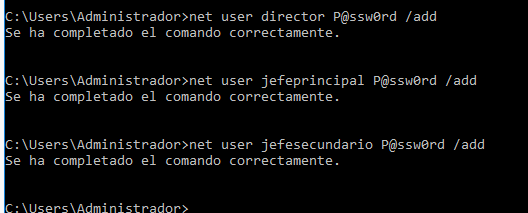 C:\Users\Administrador>net user director P@ssw0rd /add
Se ha completado el comando correctamente.
C:\Users\Administrador>net user jefeprincipal P@ssw0rd /add
Se ha completado el comando correctamente.
C:\Users\Administrador>net user jefesecundario P@ssw0rd /add
Se ha completado el comando correctamente.
C:\Users\Administrador>